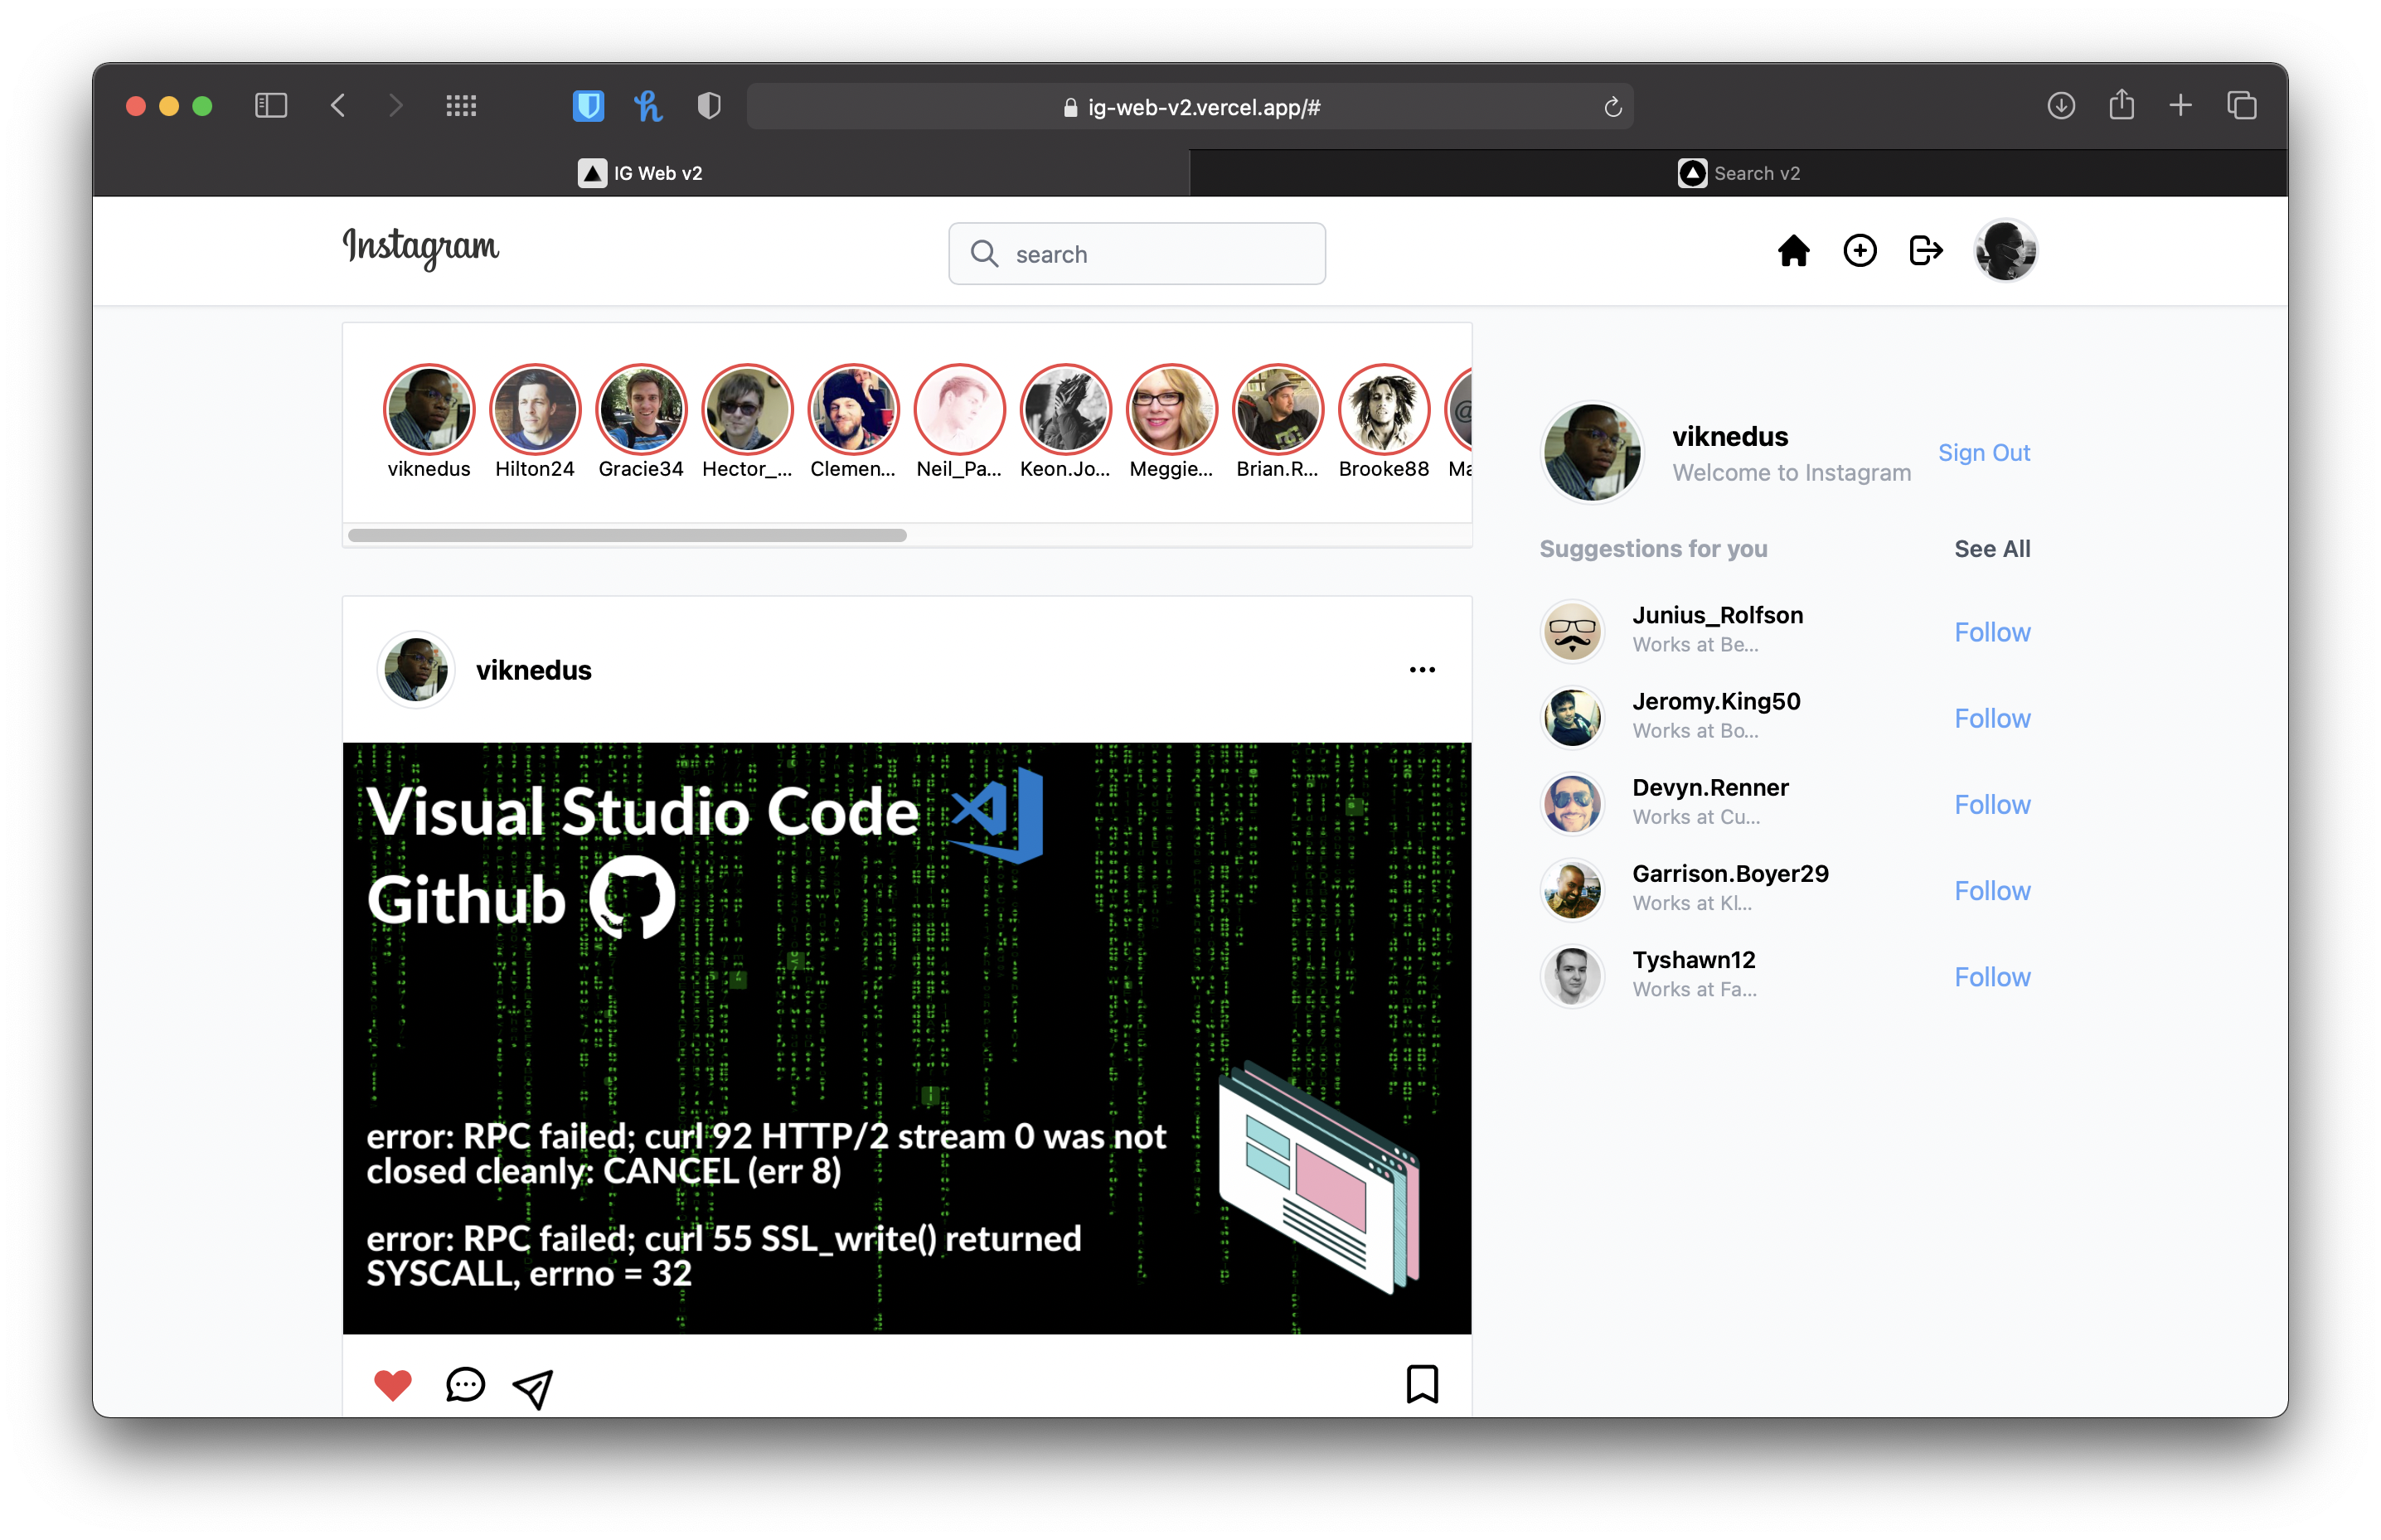 ig-web-v2.vercel.app/#
IG Web v2
Search v2
Instagram
search
viknedus
Hilton24
Gracie34
Hector_...
Clemen...
Neil_Pa...
Keon.Jo...
Meggie...
Brian.R...
Brooke88
Ma
viknedus
Welcome to Instagram
Sign Out
Suggestions for you
See All
Junius_Rolfson
Works at Be...
Follow
Jeromy.King50
Works at Bo...
Follow
Devyn.Renner
Works at Cu...
Follow
Garrison.Boyer29
Works at Kl...
Follow
Tyshawn12
Works at Fa...
Follow
viknedus
Visual Studio Code
Github
error: RPC failed; curl 92 HTTP/2 stream 0 was not
closed cleanly: CANCEL (err 8)
error: RPC failed; curl 55 SSL_write() returned
SYSCALL, errno = 32